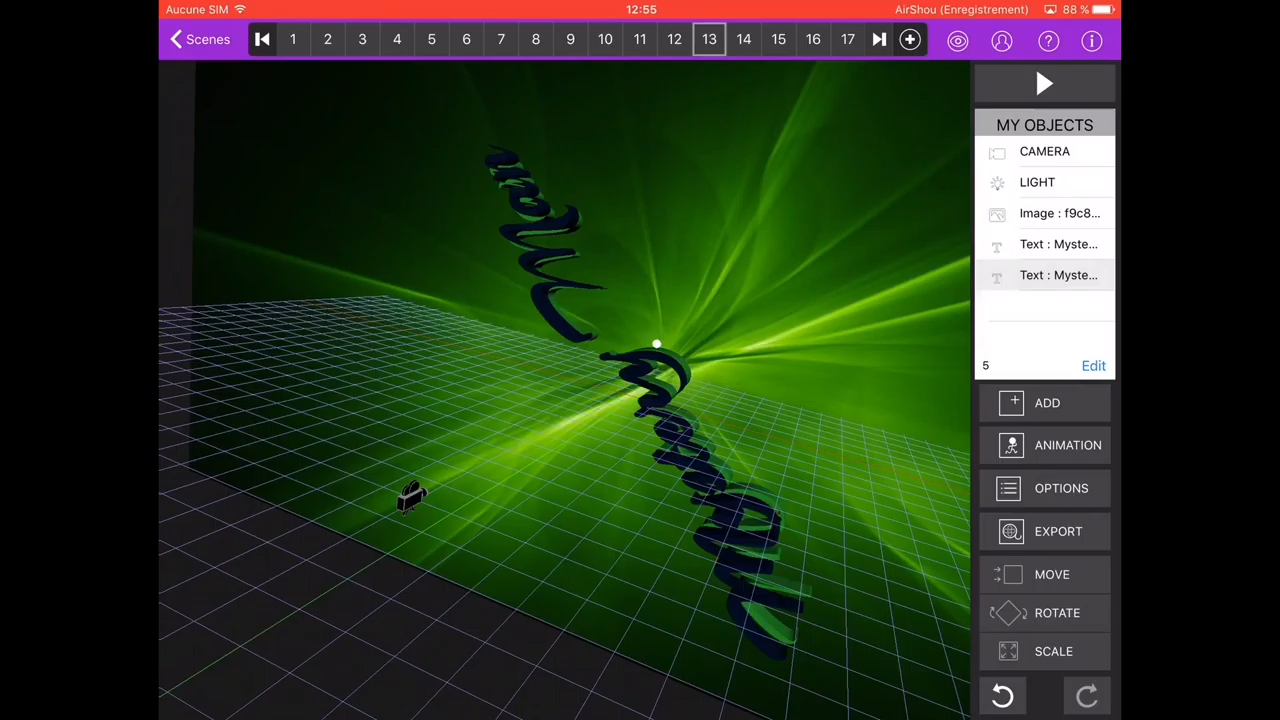 Aucune SIM 12:55 AirShou (Enregistrement) 88 %
Scenes 1 2 3 4 5 6 7 8 9 10 11 12 13 14 15 16 17
MY OBJECTS
CAMERA
LIGHT
Image : f9c8...
Text : Myste...
Text : Myste...
5 Edit
ADD
ANIMATION
OPTIONS
EXPORT
MOVE
ROTATE
SCALE